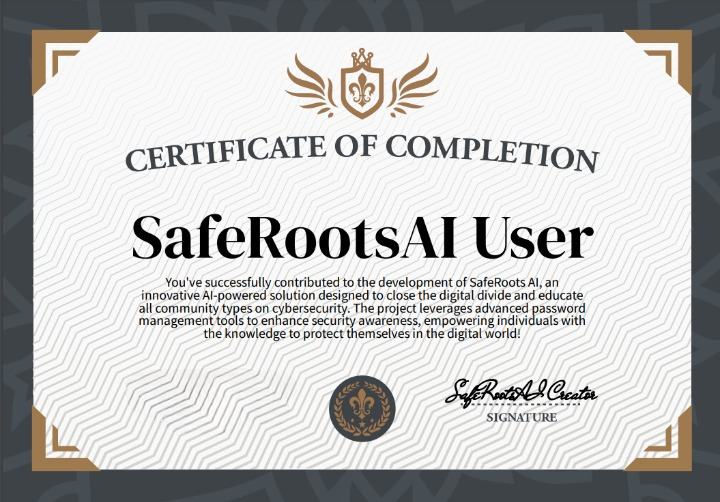 CERTIFICATE OF COMPLETION
SafeRootsAI User
You've successfully contributed to the development of SafeRoots AI, an
innovative AI-powered solution designed to close the digital divide and educate
all community types on cybersecurity. The project leverages advanced password
management tools to enhance security awareness, empowering individuals with
the knowledge to protect themselves in the digital world!
SafeRootsAI Creator
SIGNATURE